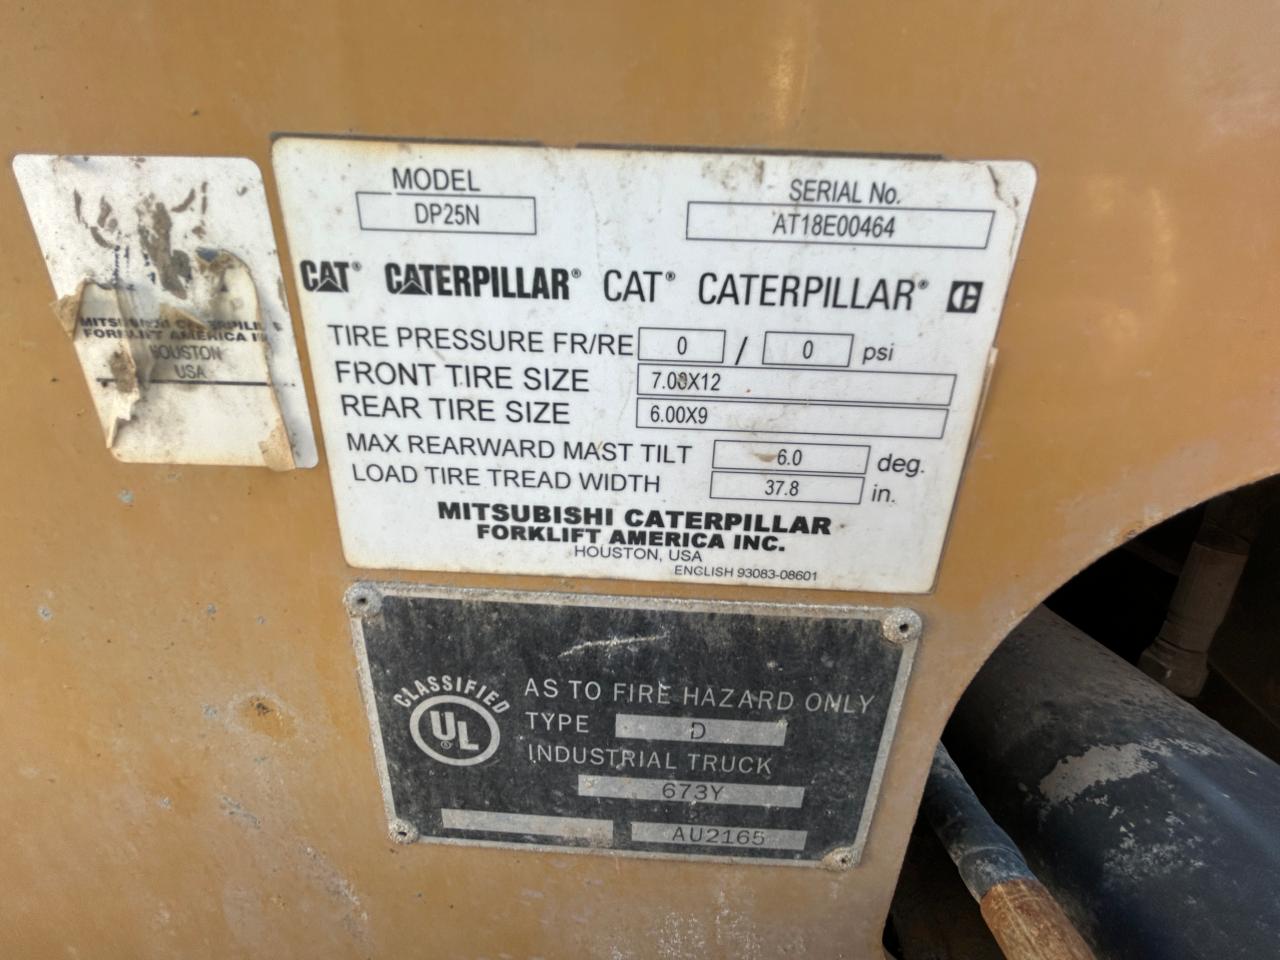 MITSUBISHI CATERPILLAR
FORKLIFT AMERICA
HOUSTON
USA
MODEL
DP25N
SERIAL No.
AT18E00464
CAT® CATERPILLAR® CAT® CATERPILLAR®
TIRE PRESSURE FR/RE 0 / 0 psi
FRONT TIRE SIZE 7.00X12
REAR TIRE SIZE 6.00X9
MAX REARWARD MAST TILT 6.0 deg.
LOAD TIRE TREAD WIDTH 37.8 in.
MITSUBISHI CATERPILLAR
FORKLIFT AMERICA INC.
HOUSTON, USA
ENGLISH 93083-08601
CLASSIFIED
UL®
AS TO FIRE HAZARD ONLY
TYPE D
INDUSTRIAL TRUCK
673Y
AU2165